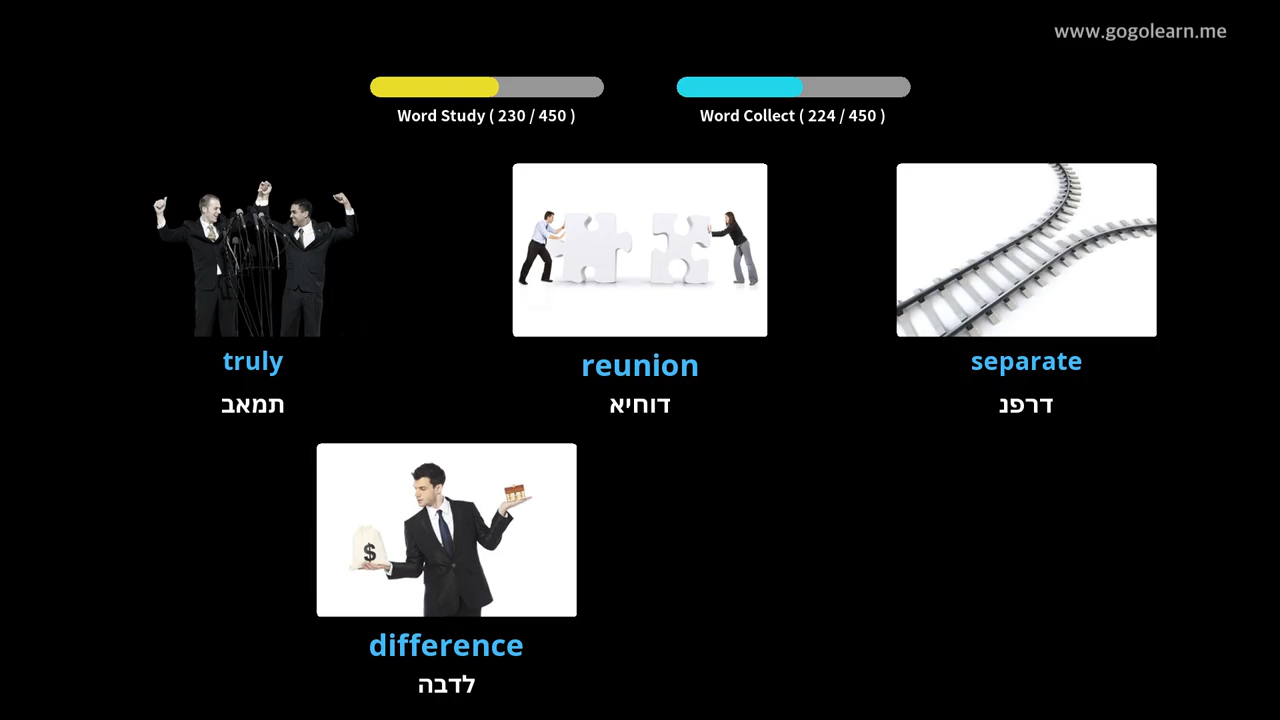 www.gogolearn.me
Word Study ( 230 / 450 )
Word Collect ( 224 / 450 )
truly
תמאב
reunion
דוחיא
separate
דרפנ
difference
לדבה